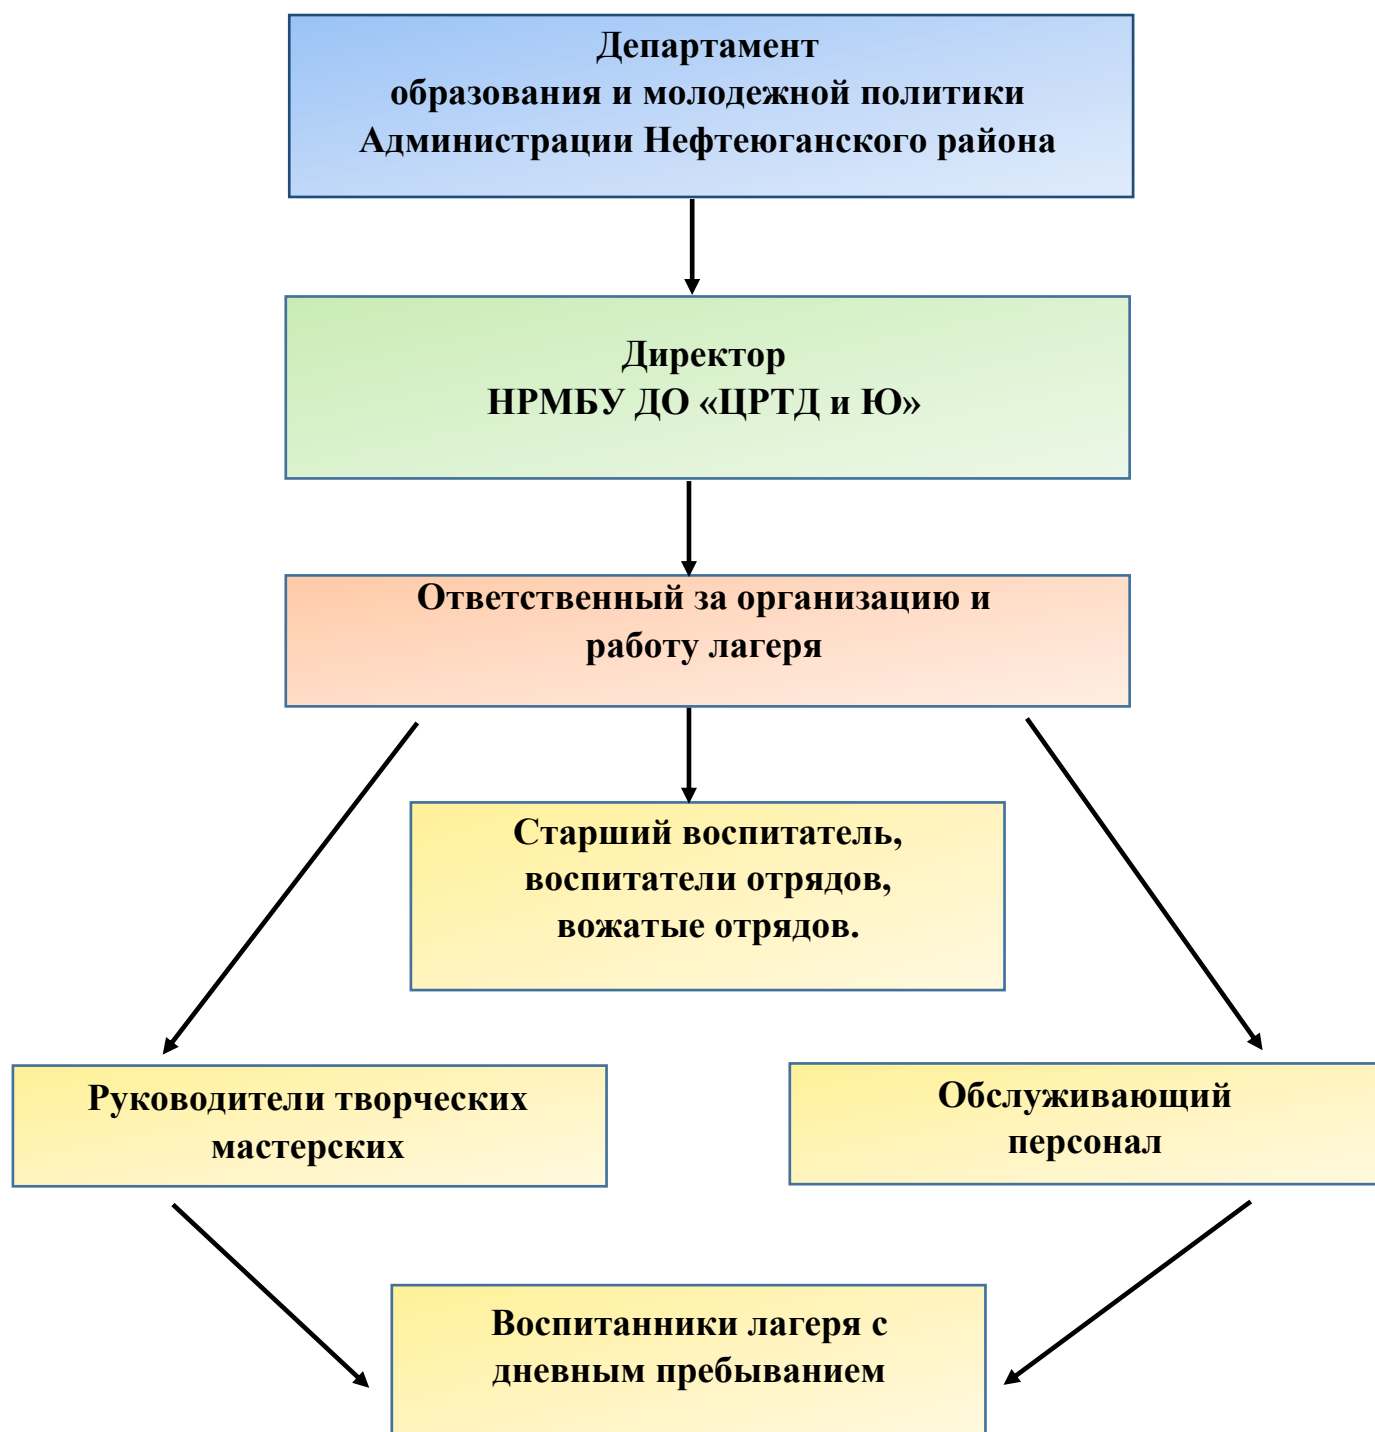 Департамент
образования и молодежной политики
Администрации Нефтеюганского района
Директор
НРМБУ ДО «ЦРТД и Ю»
Ответственный за организацию и
работу лагеря
Старший воспитатель,
воспитатели отрядов,
вожатые отрядов.
Руководители творческих
мастерских
Обслуживающий
персонал
Воспитанники лагеря с
дневным пребыванием